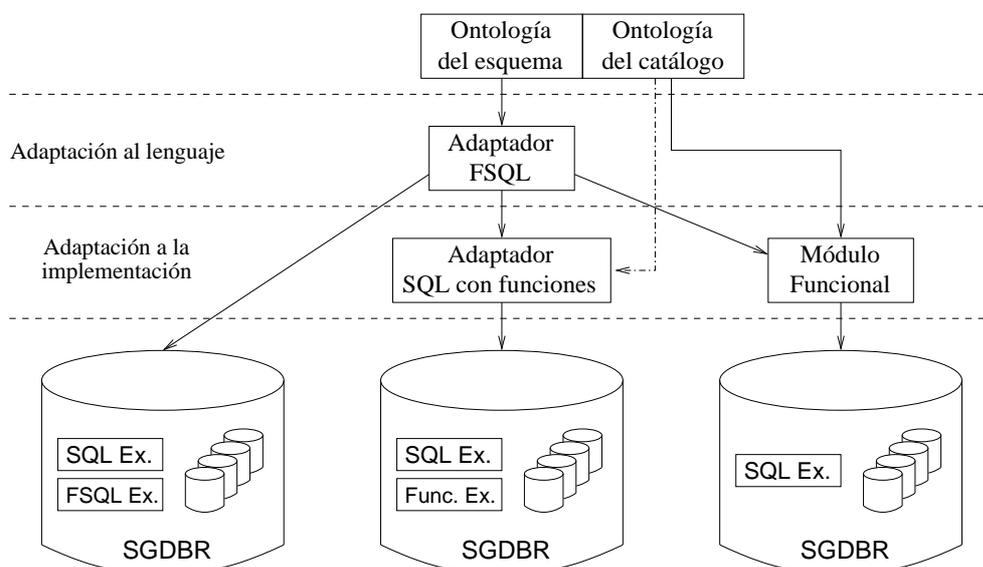 Ontología
del esquema
Ontología
del catálogo
Adaptación al lenguaje
Adaptador
FSQL
Adaptación a la
implementación
Adaptador
SQL con funciones
Módulo
Funcional
SQL Ex.
FSQL Ex.
SGDBR
SQL Ex.
Func. Ex.
SGDBR
SQL Ex.
SGDBR